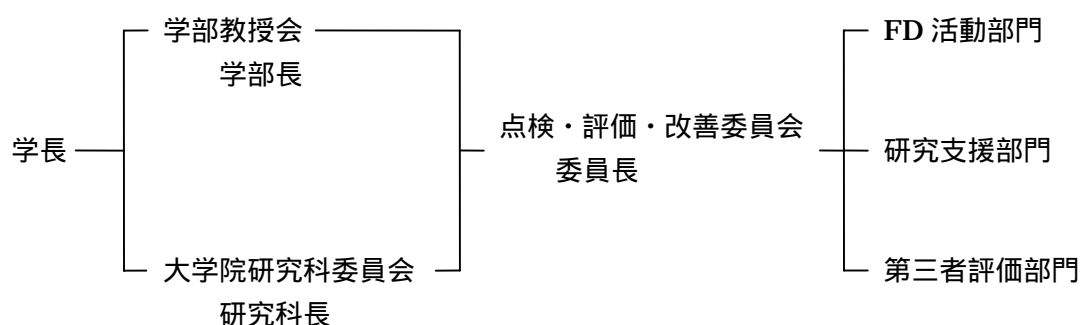 学部教授会
学部長
学長
大学院研究科委員会
研究科長
点検・評価・改善委員会
委員長
FD 活動部門
研究支援部門
第三者評価部門